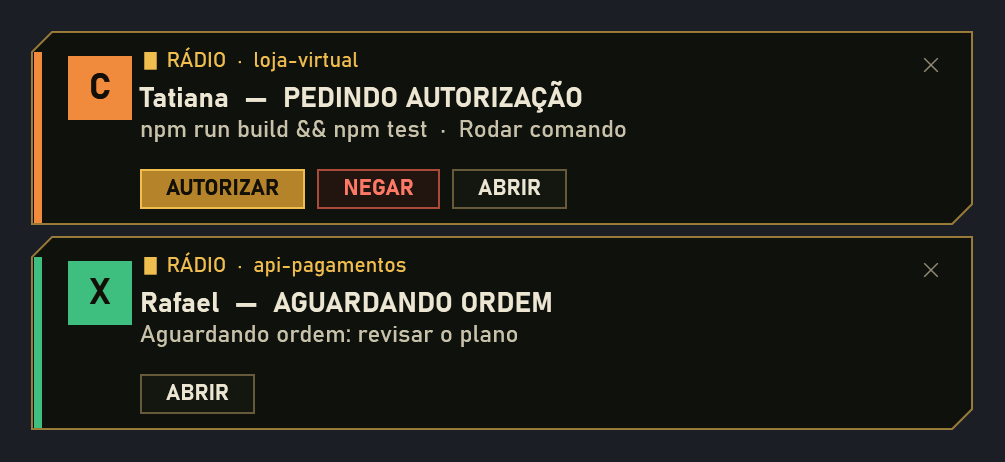 C
RÁDIO · loja-virtual
Tatiana — PEDINDO AUTORIZAÇÃO
npm run build && npm test · Rodar comando
AUTORIZAR NEGAR ABRIR
X
RÁDIO · api-pagamentos
Rafael — AGUARDANDO ORDEM
Aguardando ordem: revisar o plano
ABRIR